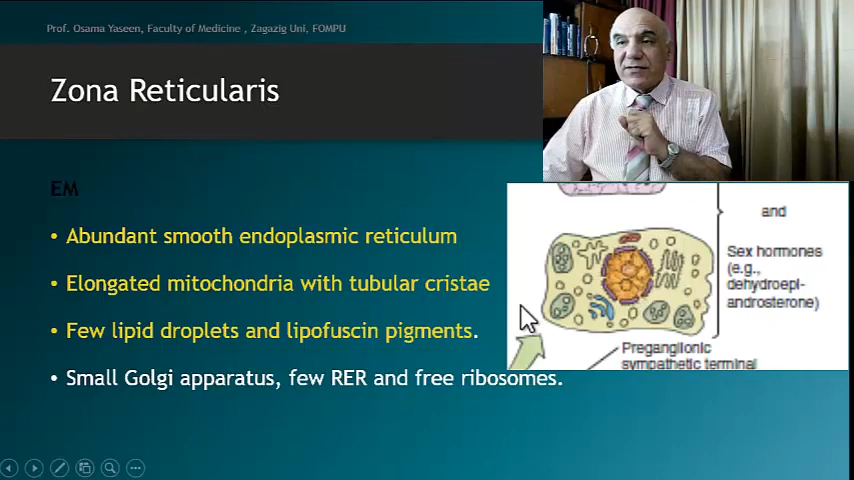 Prof. Osama Yaseen, Faculty of Medicine , Zagazig Uni, FOMPU
Zona Reticularis
EM
• Abundant smooth endoplasmic reticulum
• Elongated mitochondria with tubular cristae
• Few lipid droplets and lipofuscin pigments.
• Small Golgi apparatus, few RER and free ribosomes.
and
Sex hormones
(e.g.,
dehydroepi-
androsterone)
Preganglionic
sympathetic terminal